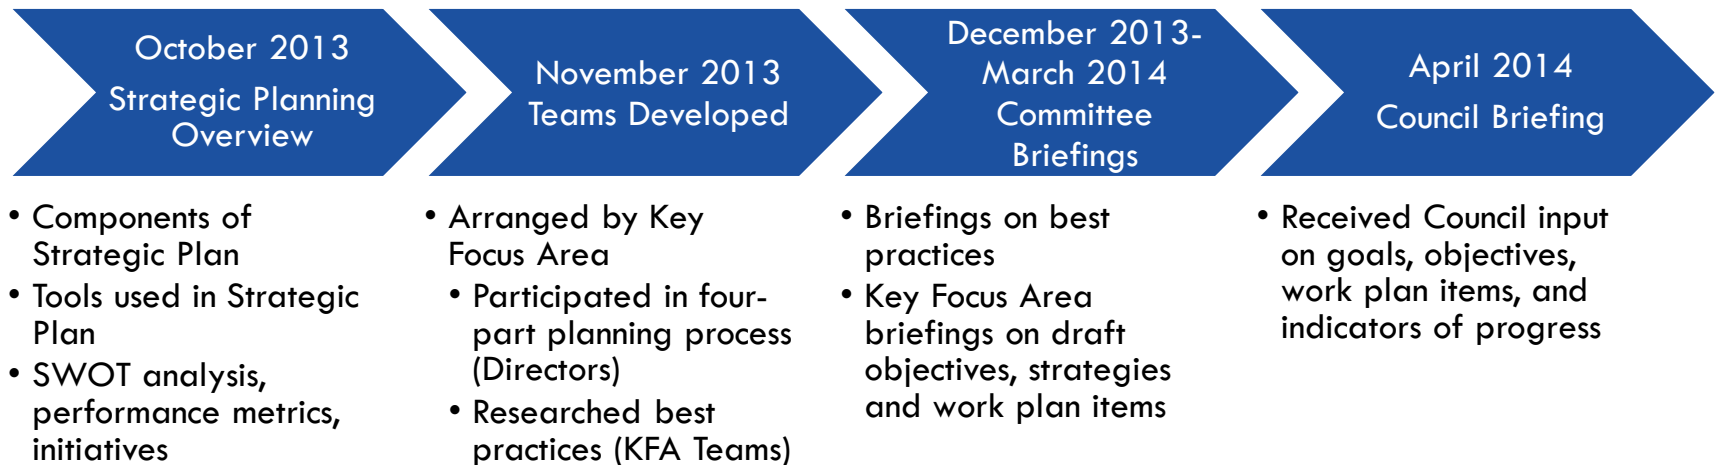 October 2013
Strategic Planning
Overview
• Components of
Strategic Plan
• Tools used in Strategic
Plan
• SWOT analysis,
performance metrics,
initiatives
November 2013
Teams Developed
• Arranged by Key
Focus Area
• Participated in four-
part planning process
(Directors)
• Researched best
practices (KFA Teams)
December 2013-
March 2014
Committee
Briefings
• Briefings on best
practices
• Key Focus Area
briefings on draft
objectives, strategies
and work plan items
April 2014
Council Briefing
• Received Council input
on goals, objectives,
work plan items, and
indicators of progress